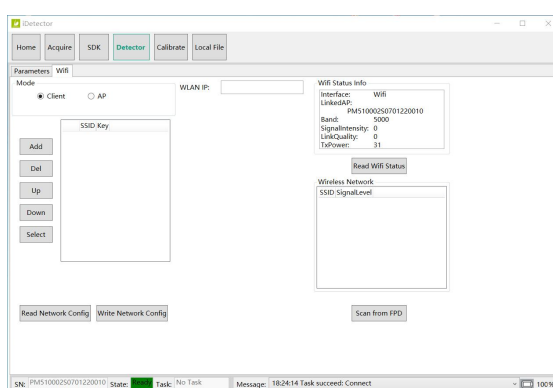 iDetector
Home Acquire SDK Detector Calibrate Local File
Parameters Wifi
Mode
Client AP
WLAN IP:
SSID Key
Add
Del
Up
Down
Select
Read Network Config Write Network Config
Wifi Status Info
Interface: Wifi
LinkedAP:
PM510002S0701220010
Band: 5000
SignalIntensity: 0
LinkQuality: 0
TxPower: 31
Read Wifi Status
Wireless Network
SSID SignalLevel
Scan from FPD
SN: PM510002S0701220010 State: Ready Task: No Task Message: 18:24:14 Task succeed: Connect 100%